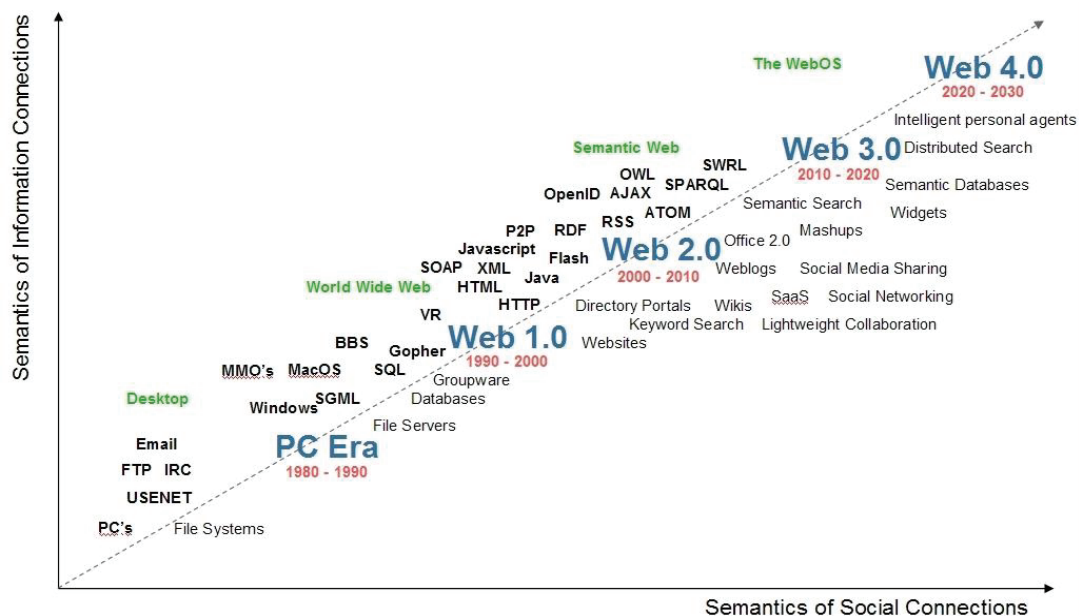 Semantics of Information Connections
The WebOS
Web 4.0
2020 - 2030
Intelligent personal agents
Semantic Web
Web 3.0
Distributed Search
2010 - 2020
SWRL
OWL
SPARQL
Semantic Databases
OpenID
AJAX
Semantic Search
ATOM
Widgets
RSS
P2P
RDF
Mashups
Office 2.0
Javascript
Web 2.0
Flash
2000 - 2010
SOAP
XML
Weblogs
Social Media Sharing
Java
World Wide Web
HTML
SaaS
Social Networking
HTTP
Directory Portals
Wikis
VR
Keyword Search
Lightweight Collaboration
Web 1.0
Websites
1990 - 2000
BBS
Gopher
MMO's
MacOS
SQL
Groupware
Desktop
SGML
Databases
Windows
File Servers
Email
PC Era
1980 - 1990
FTP
IRC
USENET
PC's
File Systems
Semantics of Social Connections